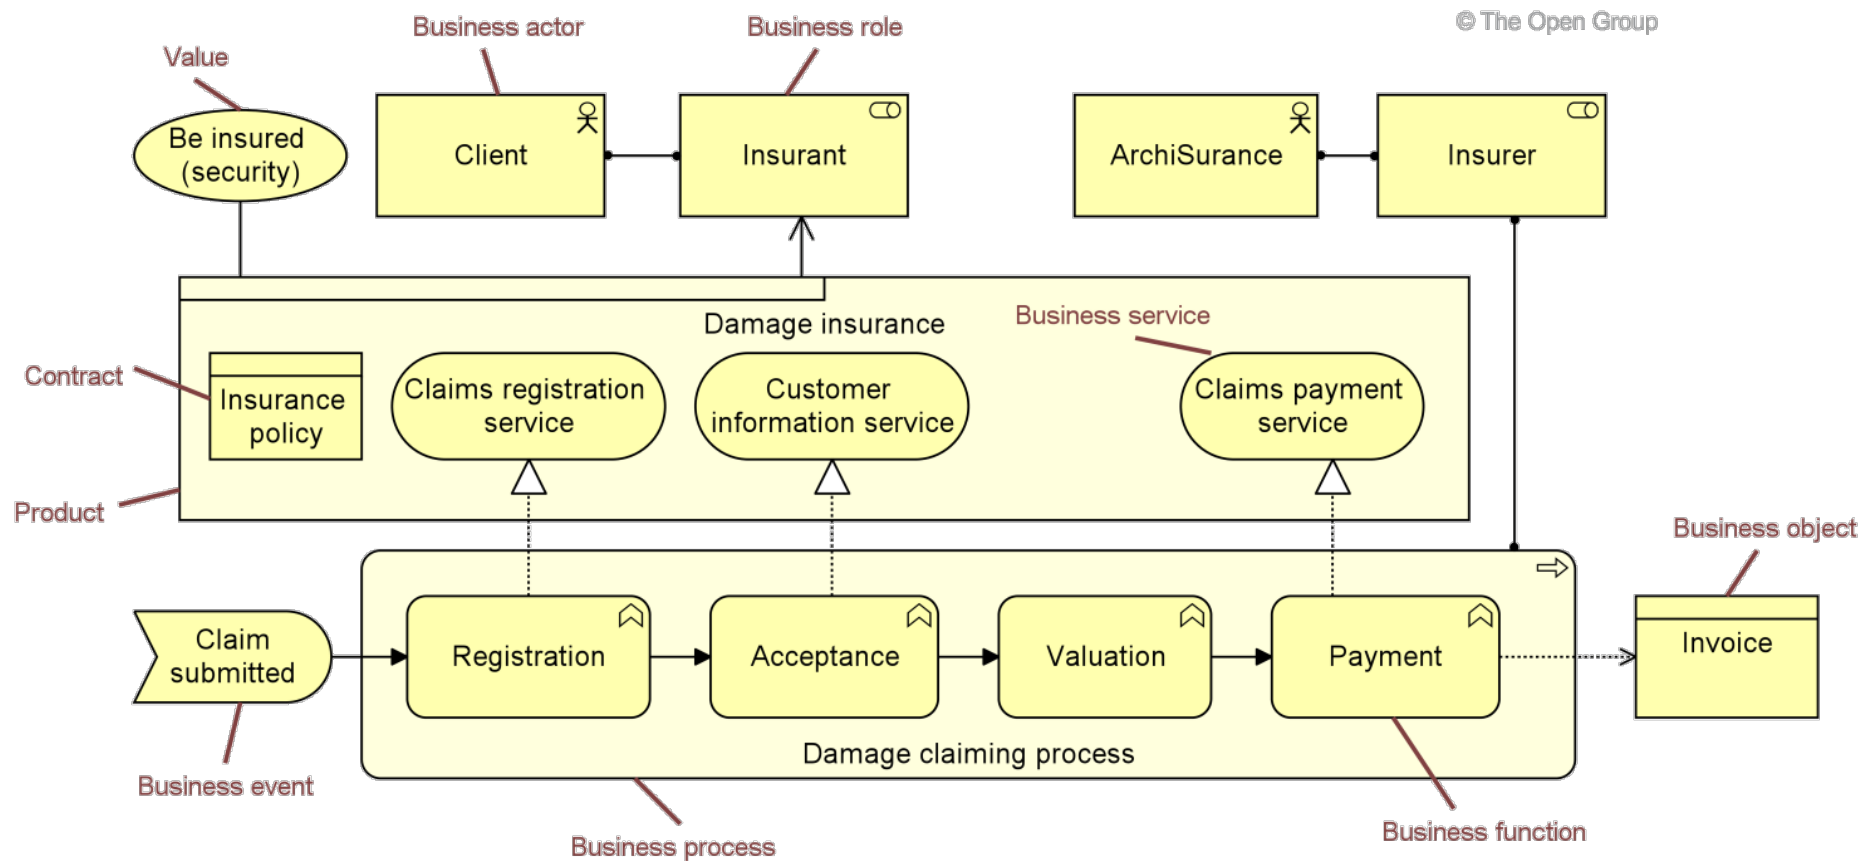 © The Open Group
Business actor
Business role
Value
Be insured
(security)
Client
Insurant
ArchiSurance
Insurer
Damage insurance
Business service
Contract
Insurance
policy
Claims registration
service
Customer
information service
Claims payment
service
Product
Business object
Claim
submitted
Registration
Acceptance
Valuation
Payment
Invoice
Damage claiming process
Business event
Business process
Business function